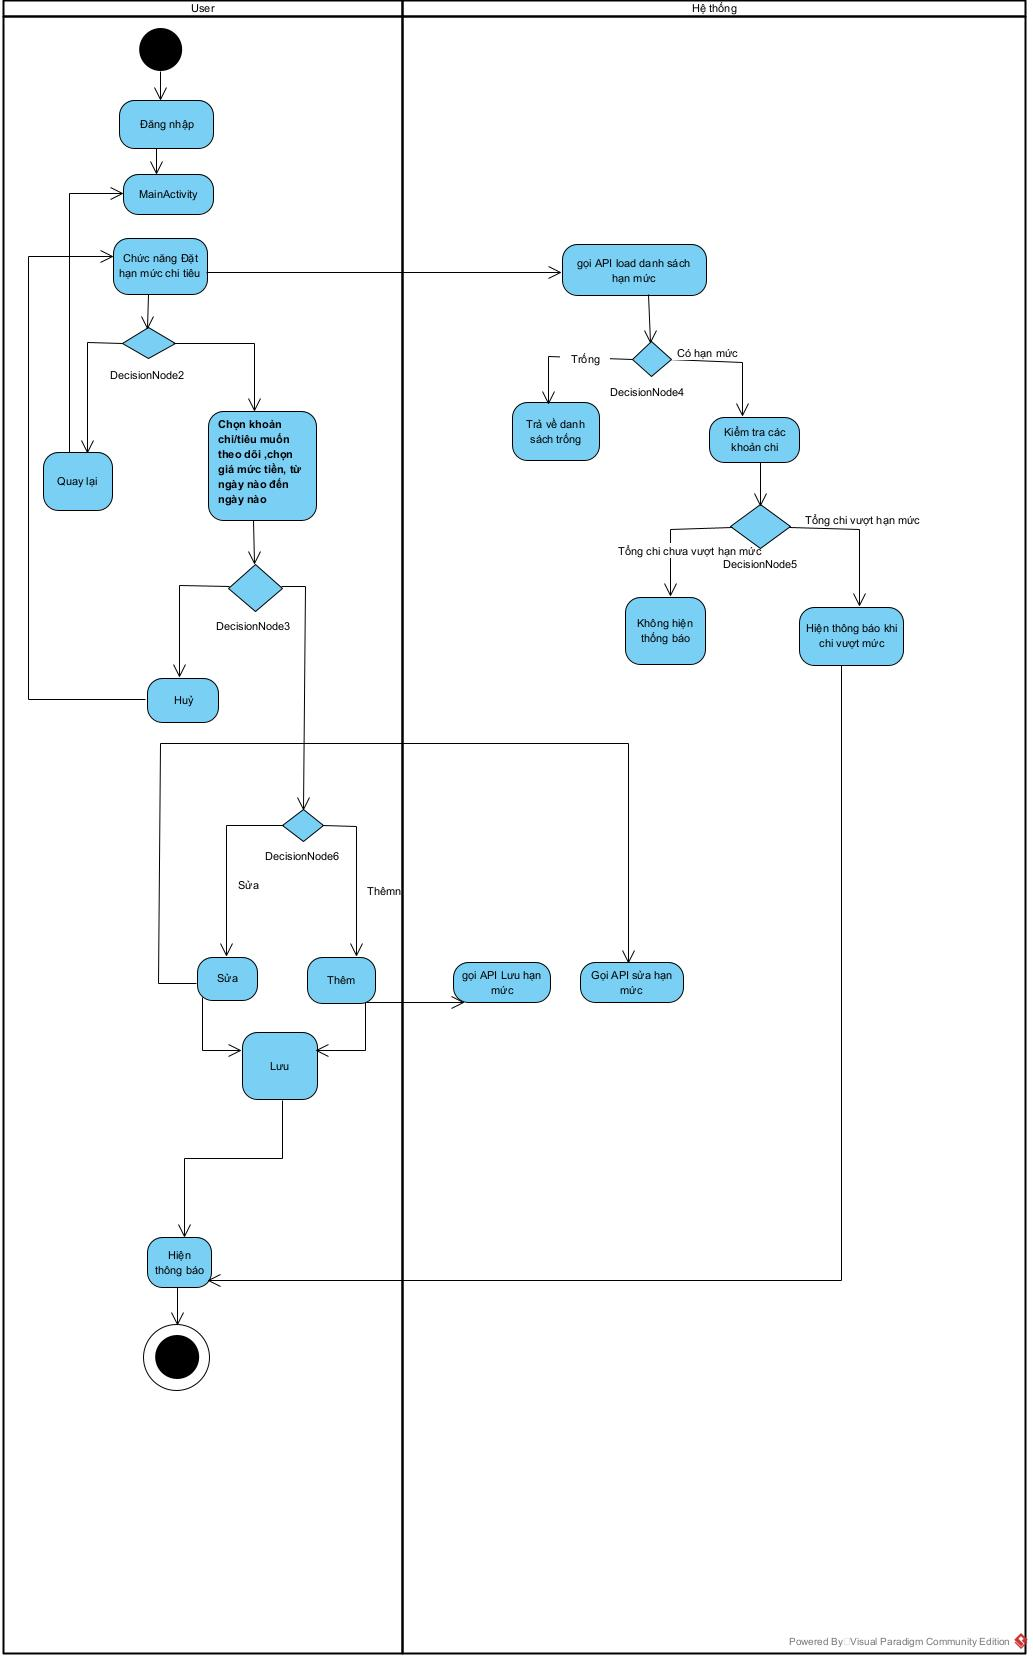 User
Hệ thống
Đăng nhập
MainActivity
Chức năng Đặt
hạn mức chi tiêu
gọi API load danh sách
hạn mức
DecisionNode2
Trống
Có hạn mức
DecisionNode4
Chọn khoản
chi/tiêu muốn
theo dõi ,chọn
giá mức tiền, từ
ngày nào đến
ngày nào
Trả về danh
sách trống
Kiểm tra các
khoản chi
Quay lại
Tổng chi vượt hạn mức
Tổng chi chưa vượt hạn mức
DecisionNode5
DecisionNode3
Không hiện
thống báo
Hiện thông báo khi
chi vượt mức
Huỷ
DecisionNode6
Sửa
Thêmn
Sửa
Thêm
gọi API Lưu hạn
mức
Gọi API sửa hạn
mức
Lưu
Hiện
thông báo
Powered By Visual Paradigm Community Edition